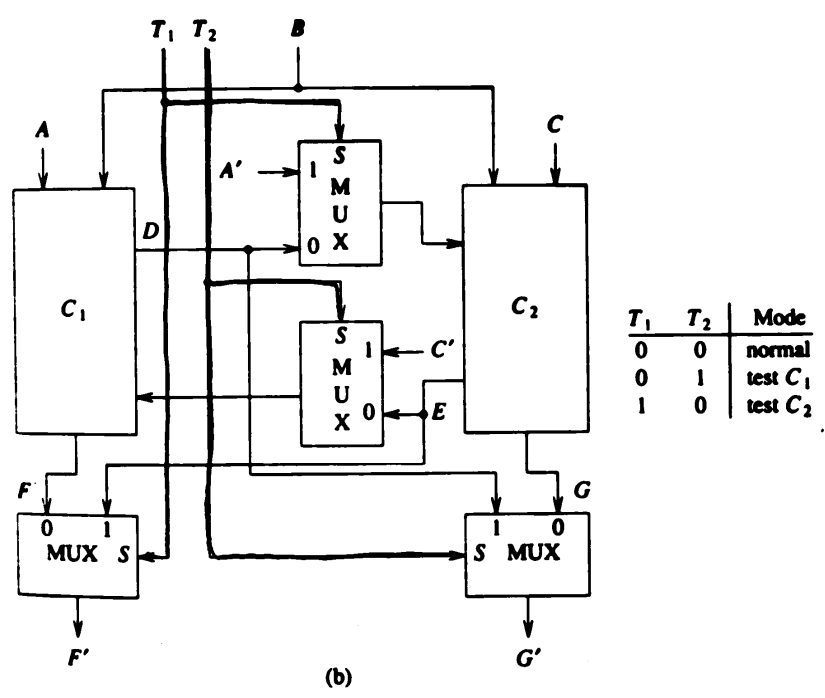 T1 T2 B
A
C
S
A' 1
M
U
D 0 X
C1
C2
S
1 C'
M
U
0 E
X
T1 T2 Mode
0 0 normal
0 1 test C1
1 0 test C2
F
G
0 1
1 0
MUX S
S MUX
F'
G'
(b)